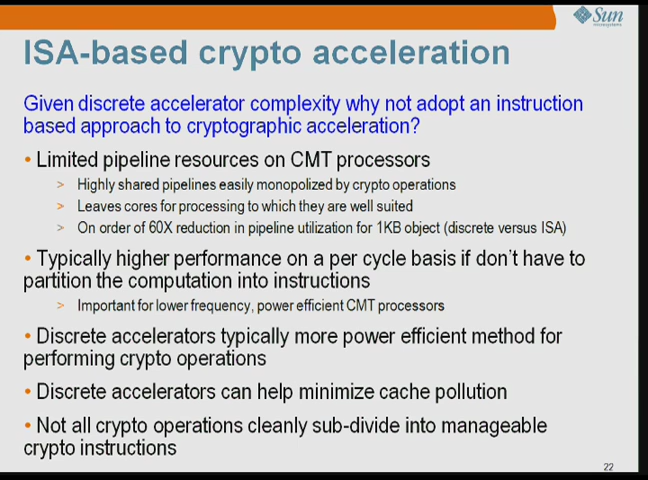 Sun
microsystems
ISA-based crypto acceleration
Given discrete accelerator complexity why not adopt an instruction
based approach to cryptographic acceleration?
• Limited pipeline resources on CMT processors
> Highly shared pipelines easily monopolized by crypto operations
> Leaves cores for processing to which they are well suited
> On order of 60X reduction in pipeline utilization for 1KB object (discrete versus ISA)
• Typically higher performance on a per cycle basis if don't have to
partition the computation into instructions
> Important for lower frequency, power efficient CMT processors
• Discrete accelerators typically more power efficient method for
performing crypto operations
• Discrete accelerators can help minimize cache pollution
• Not all crypto operations cleanly sub-divide into manageable
crypto instructions
22